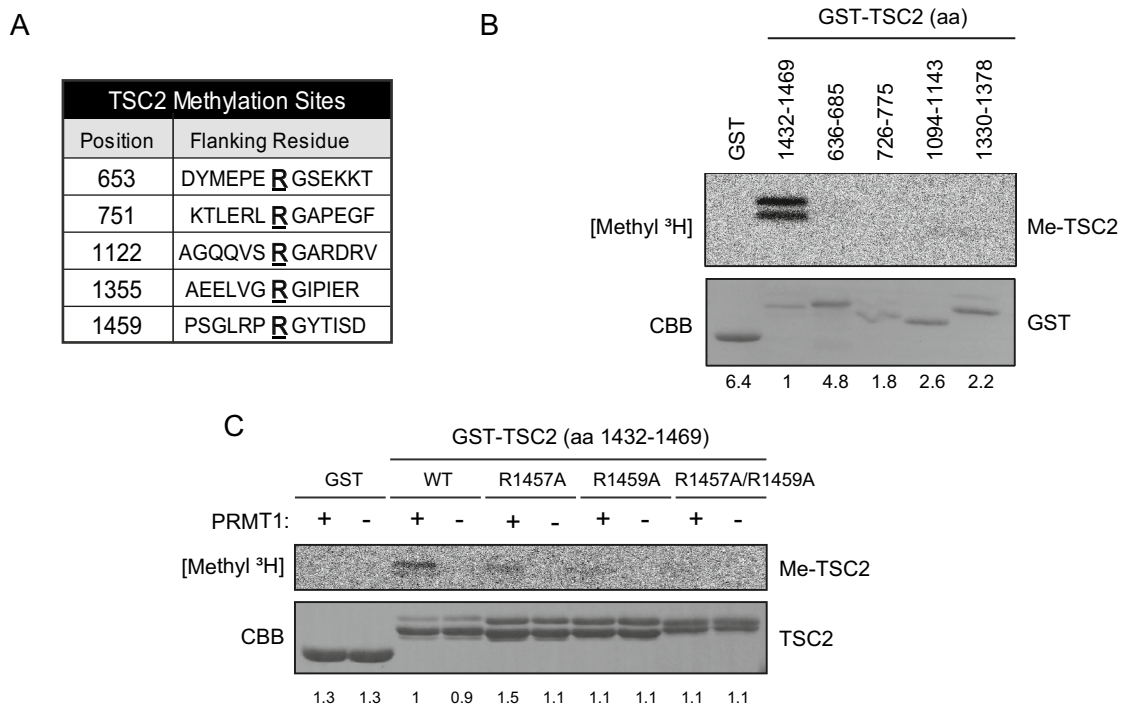 A
TSC2 Methylation Sites
Position Flanking Residue
653 DYMEPE R GSEKKT
751 KTLERL R GAPEGF
1122 AGQQVS R GARDRV
1355 AEELVG R GIPIER
1459 PSGLRP R GYTISD
B
GST-TSC2 (aa)
GST 1432-1469 636-685 726-775 1094-1143 1330-1378
[Methyl ³H] Me-TSC2
CBB GST
6.4 1 4.8 1.8 2.6 2.2
C
GST-TSC2 (aa 1432-1469)
GST WT R1457A R1459A R1457A/R1459A
PRMT1: + - + - + - + - + -
[Methyl ³H] Me-TSC2
CBB TSC2
1.3 1.3 1 0.9 1.5 1.1 1.1 1.1 1.1 1.1